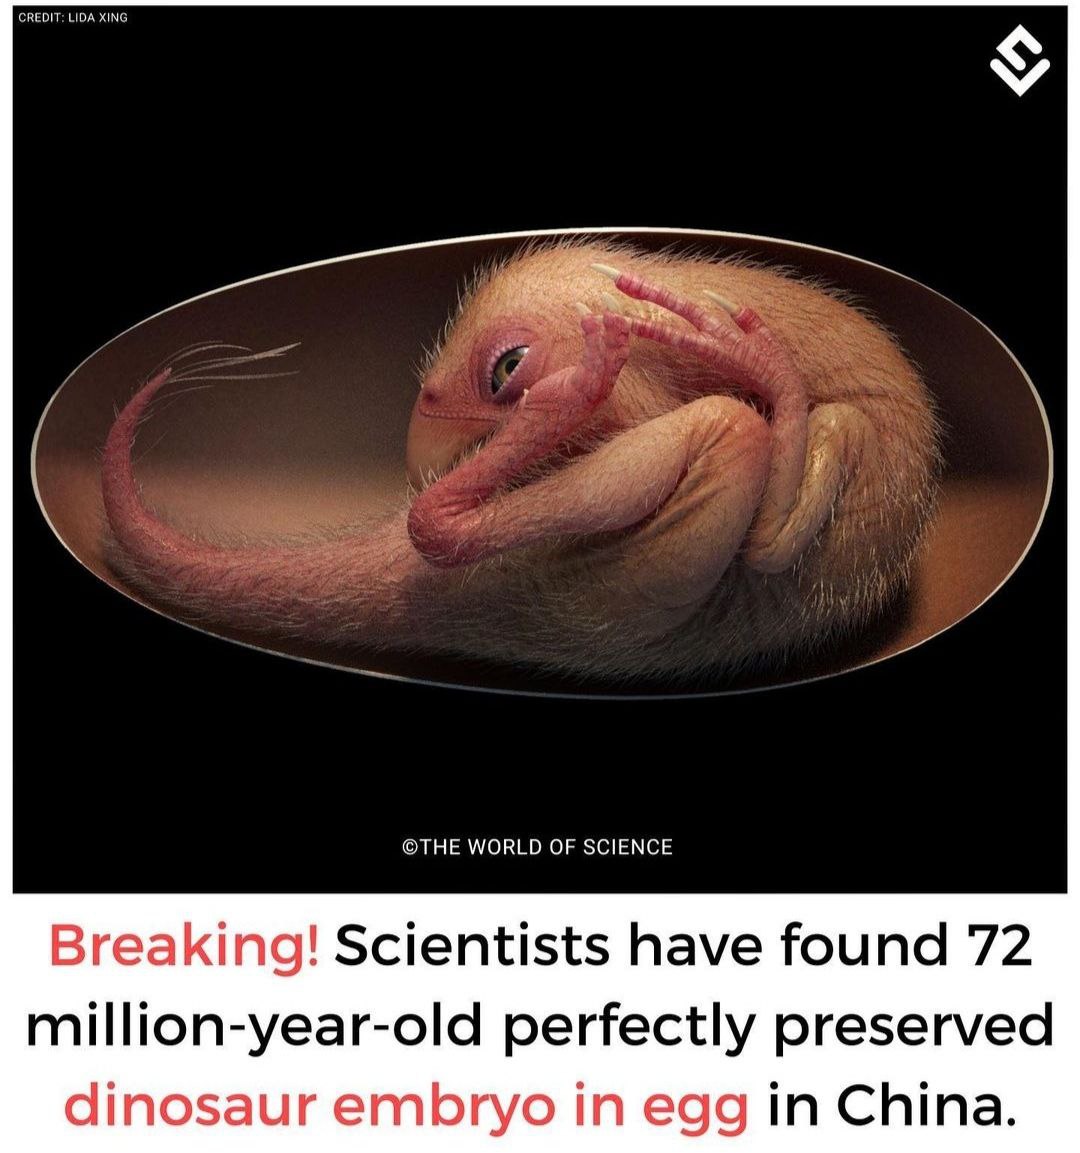 CREDIT: LIDA XING
©THE WORLD OF SCIENCE
Breaking! Scientists have found 72
million-year-old perfectly preserved
dinosaur embryo in egg in China.